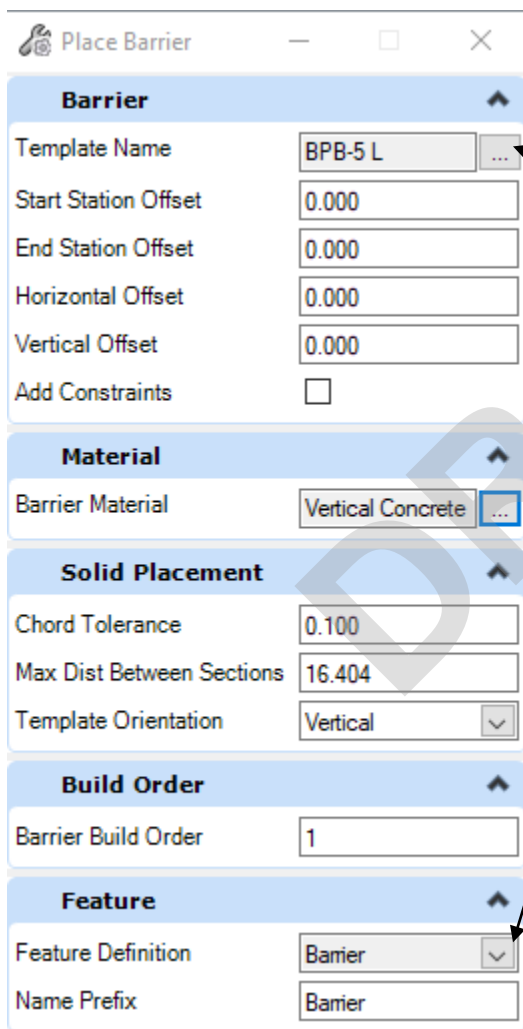 Place Barrier
Barrier
Template Name BPB-5 L ...
Start Station Offset 0.000
End Station Offset 0.000
Horizontal Offset 0.000
Vertical Offset 0.000
Add Constraints
Material
Barrier Material Vertical Concrete ...
Solid Placement
Chord Tolerance 0.100
Max Dist Between Sections 16.404
Template Orientation Vertical
Build Order
Barrier Build Order 1
Feature
Feature Definition Barrier
Name Prefix Barrier